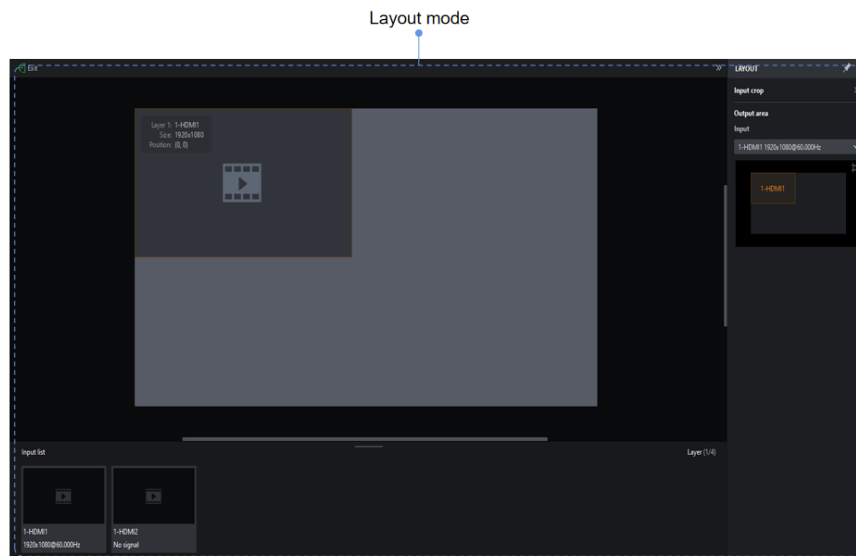 Layout mode
Exit
LAYOUT
Input crop
Output area
Input
1-HDMI1 1920x1080@60.000Hz
1-HDMI1
Layer 1: 1-HDMI1
Size: 1920x1080
Position: (0, 0)
Input list
Layer (1/4)
1-HDMI1
1920x1080@60.000Hz
1-HDMI2
No signal